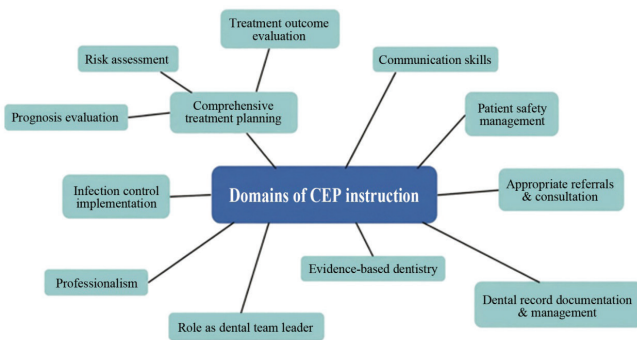 Treatment outcome
evaluation
Risk assessment
Communication skills
Prognosis evaluation
Comprehensive
treatment planning
Patient safety
management
Infection control
implementation
Domains of CEP instruction
Appropriate referrals
& consultation
Professionalism
Evidence-based dentistry
Role as dental team leader
Dental record documentation
& management